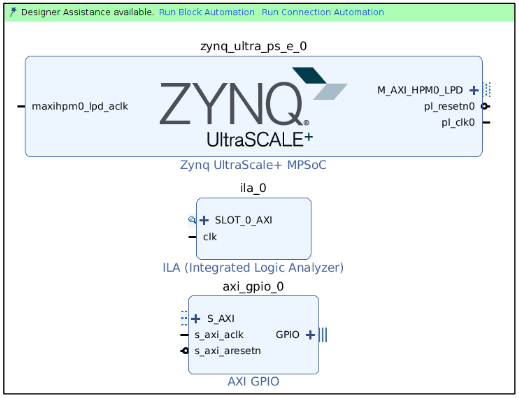 Designer Assistance available. Run Block Automation Run Connection Automation
zynq_ultra_ps_e_0
maxihpm0_lpd_aclk
ZYNQ®
UltraSCALE+
M_AXI_HPM0_LPD
pl_resetn0
pl_clk0
Zynq UltraScale+ MPSoC
ila_0
SLOT_0_AXI
clk
ILA (Integrated Logic Analyzer)
axi_gpio_0
S_AXI
s_axi_aclk
s_axi_aresetn
GPIO
AXI GPIO